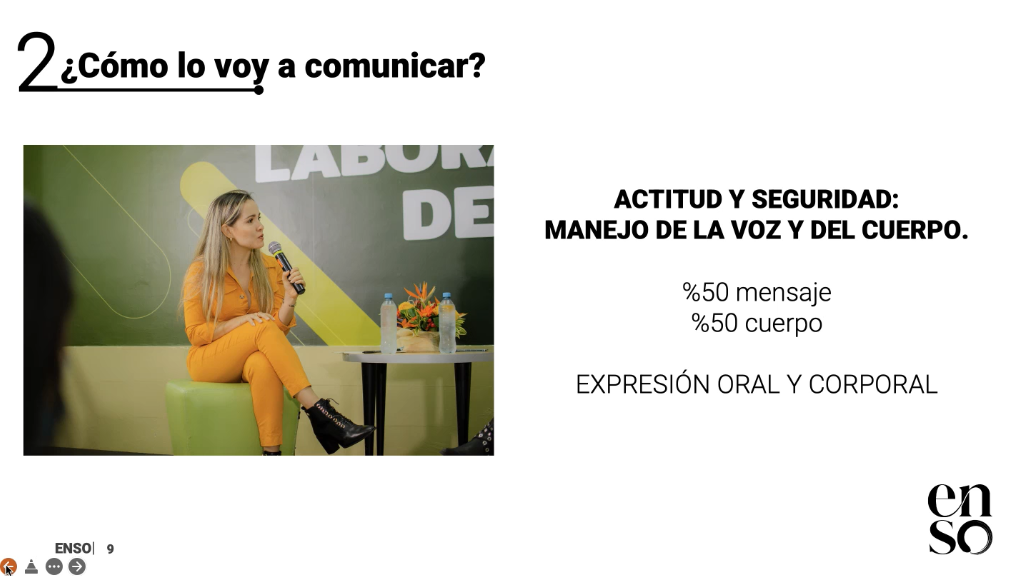 2
¿Cómo lo voy a comunicar?
LABORA
DE
ACTITUD Y SEGURIDAD:
MANEJO DE LA VOZ Y DEL CUERPO.
%50 mensaje
%50 cuerpo
EXPRESIÓN ORAL Y CORPORAL
en
so
ENSO| 9